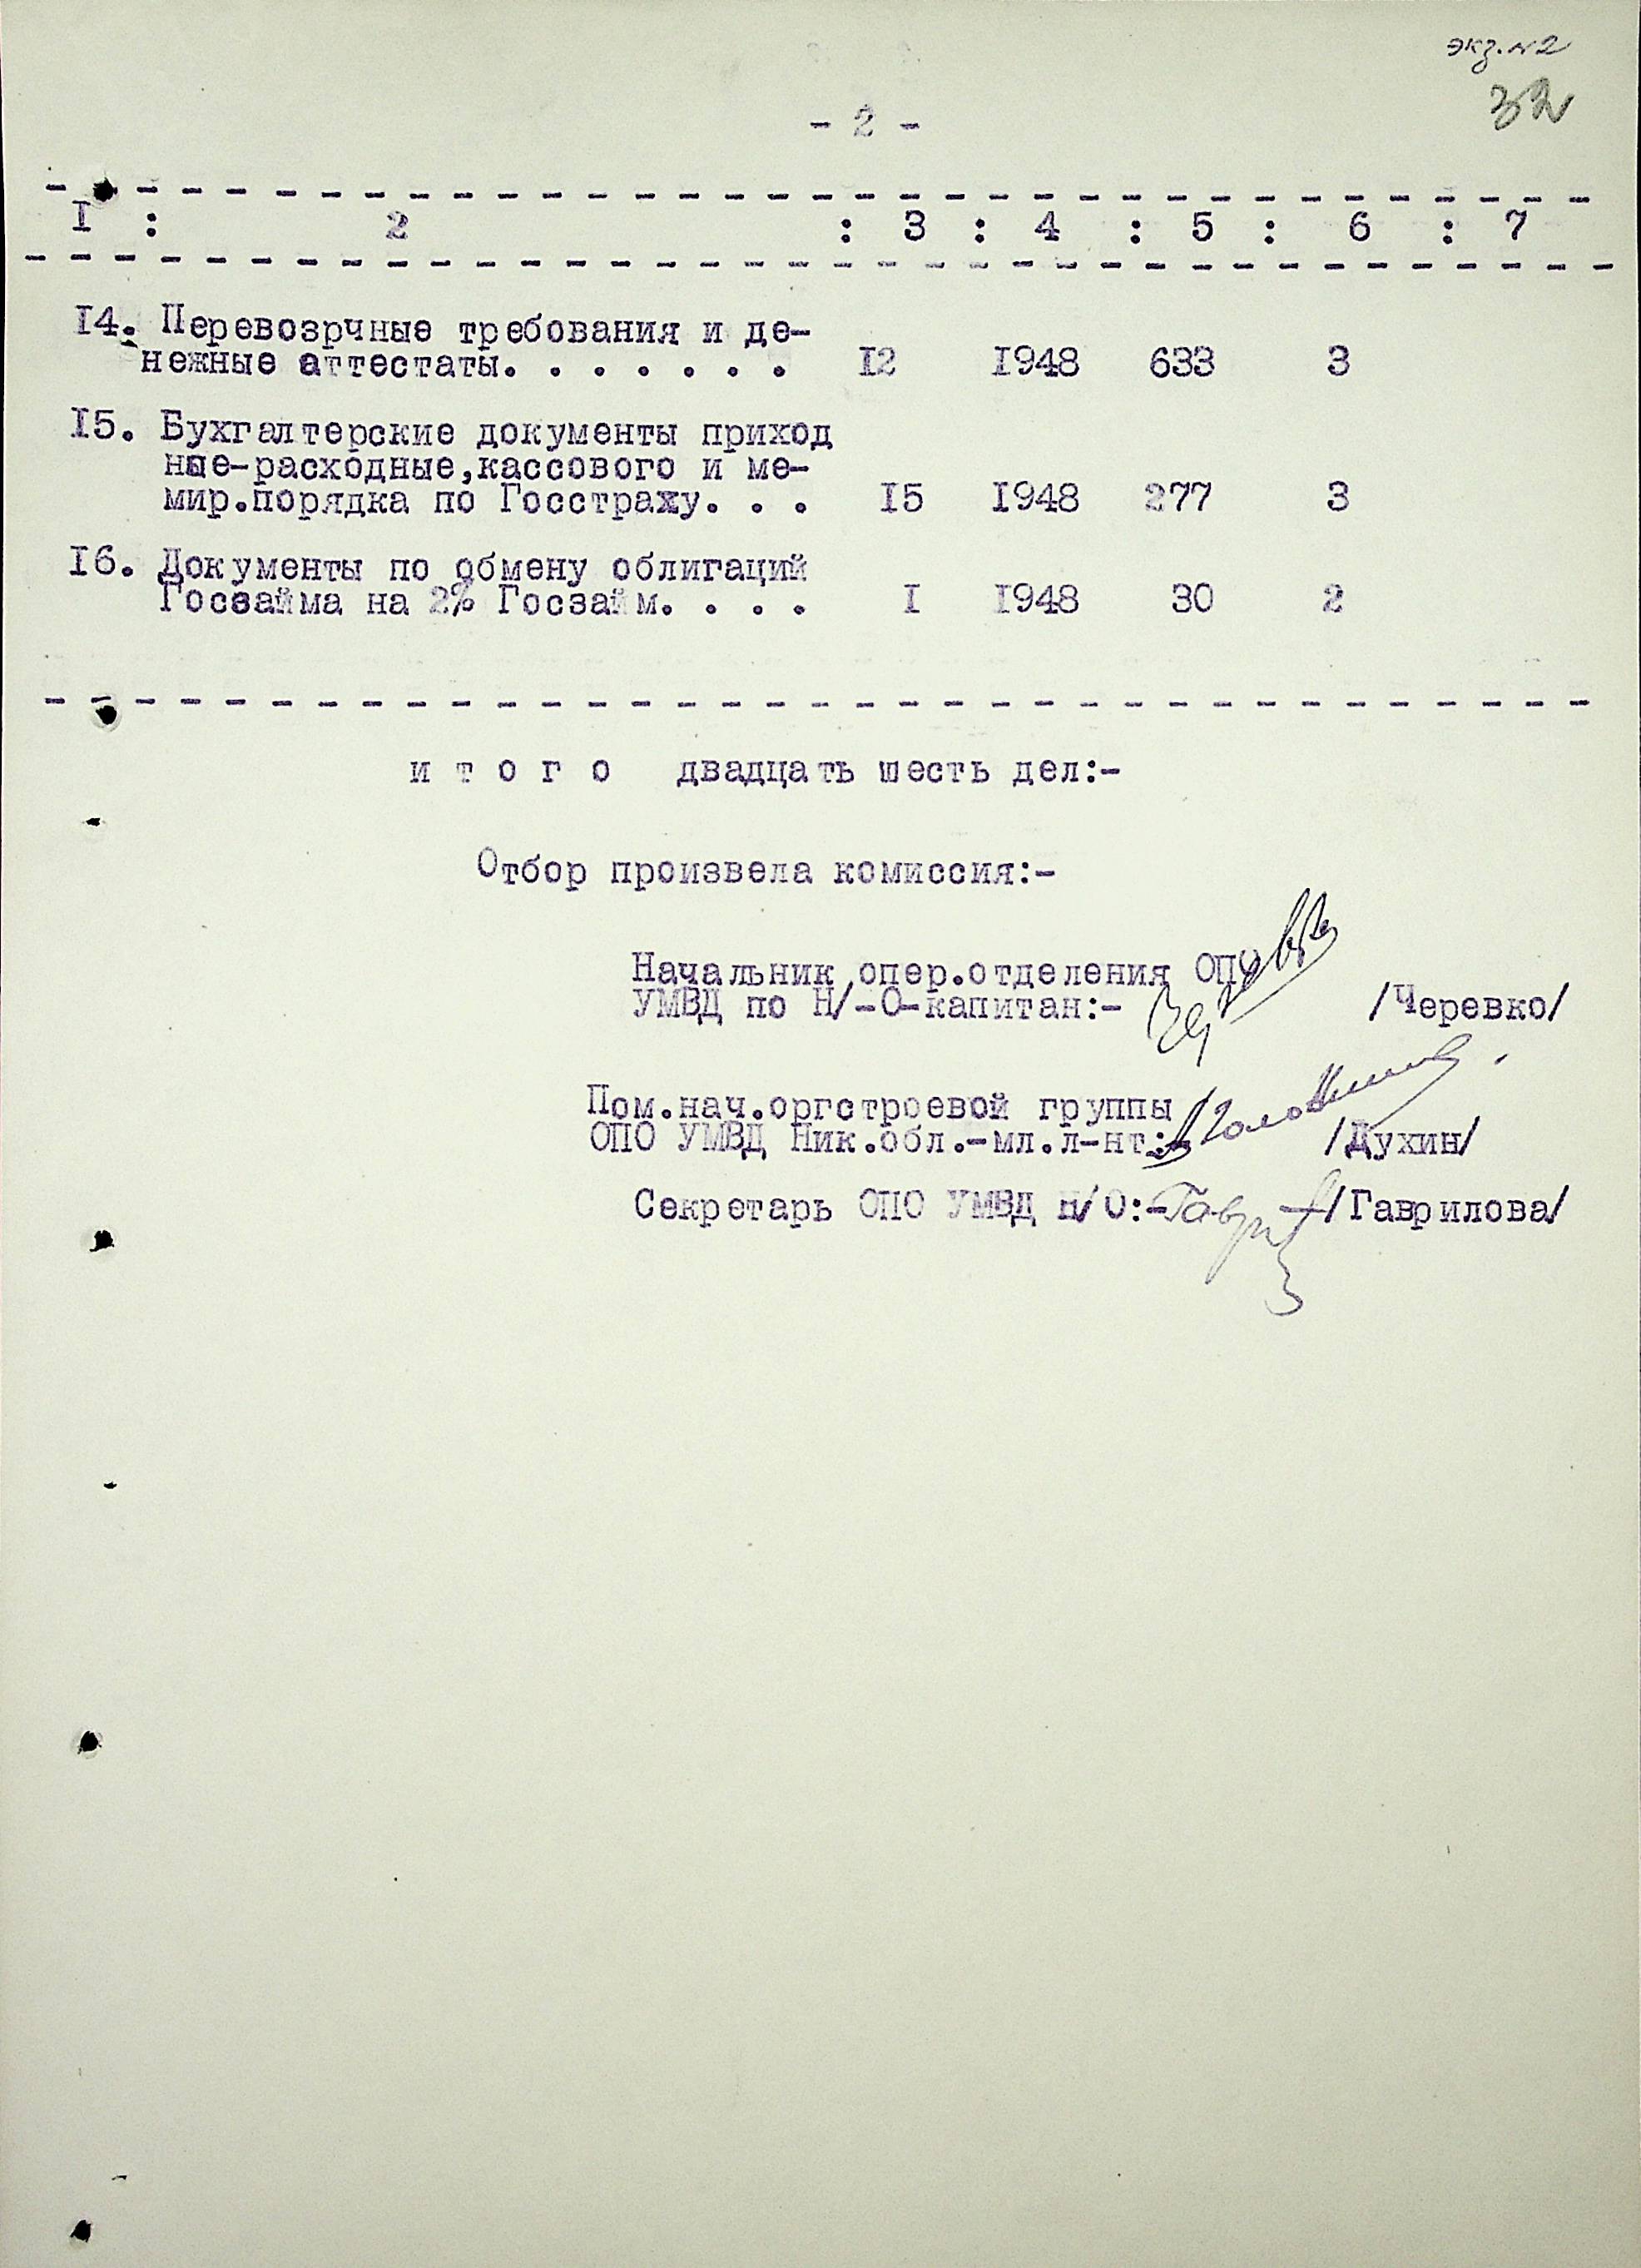 экз. №2
32
- 2 -
I : 2 : 3 : 4 : 5 : 6 : 7
I4. Перевозрчные требования и де-
нежные аттестаты. . . . . . . . I2 I948 633 3
I5. Бухгалтерские документы приход
ные-расходные,кассового и ме-
мир.порядка по Госстраху. . . I5 I948 277 3
I6. Документы по обмену облигаций
Госзайма на 2% Госзайм. . . . I I948 30 2
и т о г о двадцать шесть дел:-
Отбор произвела комиссия:-
Начальник опер.отделения ОПО
УМВД по Н/-О-капитан:- /Черевко/
Пом.нач.оргстроевой группы
ОПО УМВД Ник.обл.-мл.л-нт:- /Духин/
Секретарь ОПО УМВД Н/О:- /Гаврилова/